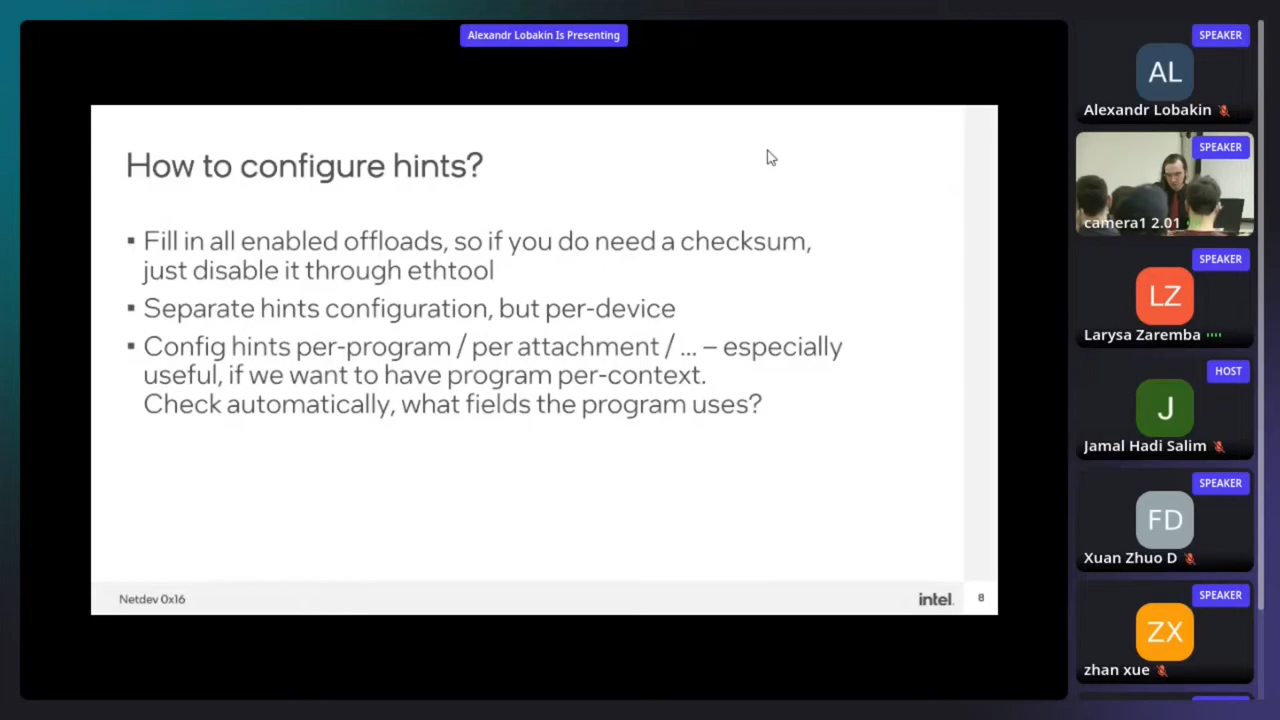 Alexandr Lobakin Is Presenting
How to configure hints?
▪ Fill in all enabled offloads, so if you do need a checksum,
just disable it through ethtool
▪ Separate hints configuration, but per-device
▪ Config hints per-program / per attachment / ... – especially
useful, if we want to have program per-context.
Check automatically, what fields the program uses?
Netdev 0x16
intel.
8
SPEAKER
AL
Alexandr Lobakin
SPEAKER
camera1 2.01
SPEAKER
LZ
Larysa Zaremba
HOST
J
Jamal Hadi Salim
SPEAKER
FD
Xuan Zhuo D
SPEAKER
ZX
zhan xue